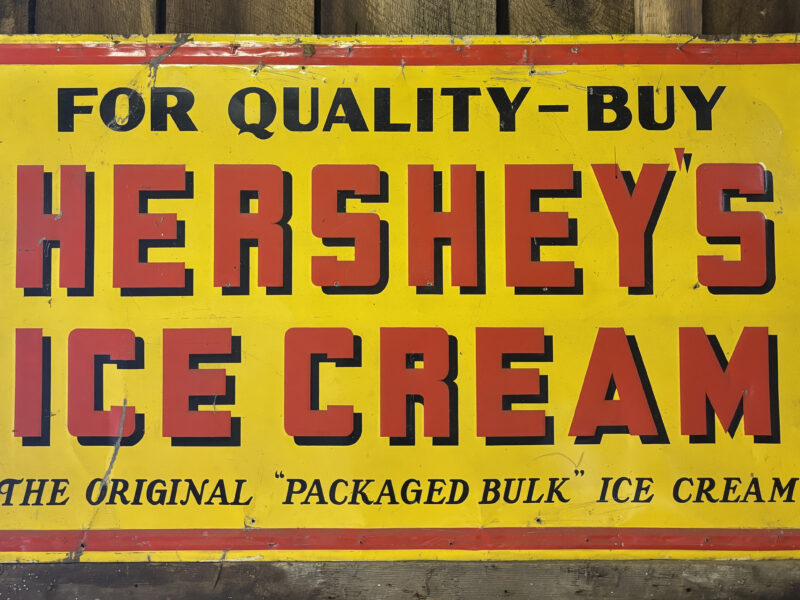 FOR QUALITY-BUY
HERSHEY'S
ICE CREAM
THE ORIGINAL "PACKAGED BULK" ICE CREAM